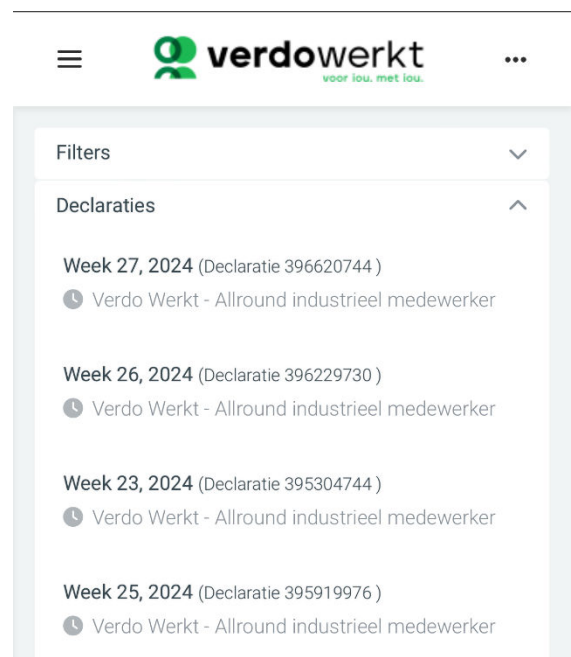 verdowerkt
voor iou. met iou.
Filters
Declaraties
Week 27, 2024 (Declaratie 396620744 )
Verdo Werkt - Allround industrieel medewerker
Week 26, 2024 (Declaratie 396229730 )
Verdo Werkt - Allround industrieel medewerker
Week 23, 2024 (Declaratie 395304744 )
Verdo Werkt - Allround industrieel medewerker
Week 25, 2024 (Declaratie 395919976 )
Verdo Werkt - Allround industrieel medewerker